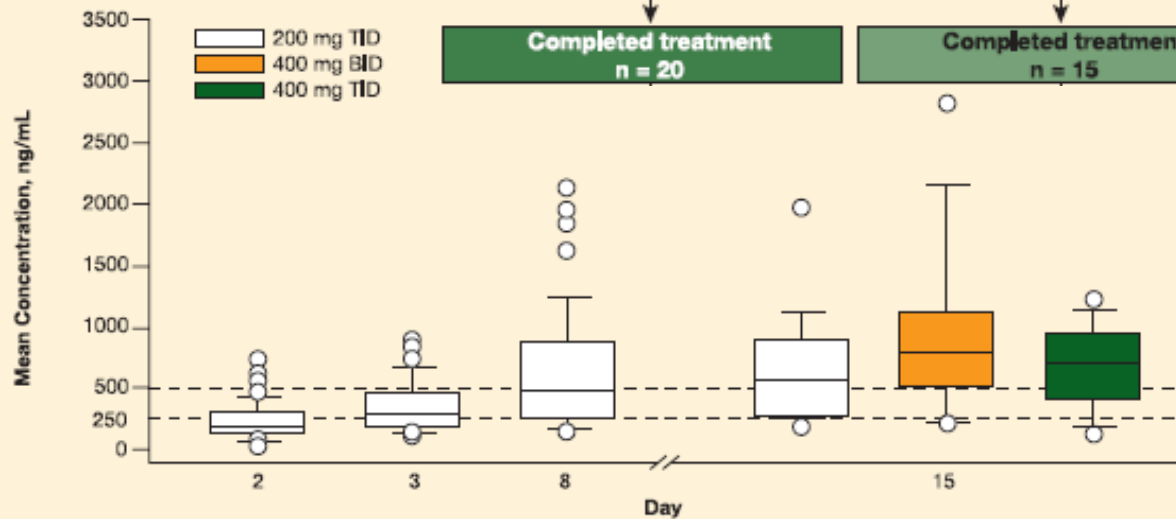 3500
3000
2500
2000
1500
1000
500
250
0
Mean Concentration, ng/mL
200 mg TID
400 mg BID
400 mg TID
Completed treatment
n = 20
Completed treatmen
n = 15
2 3 8 15
Day